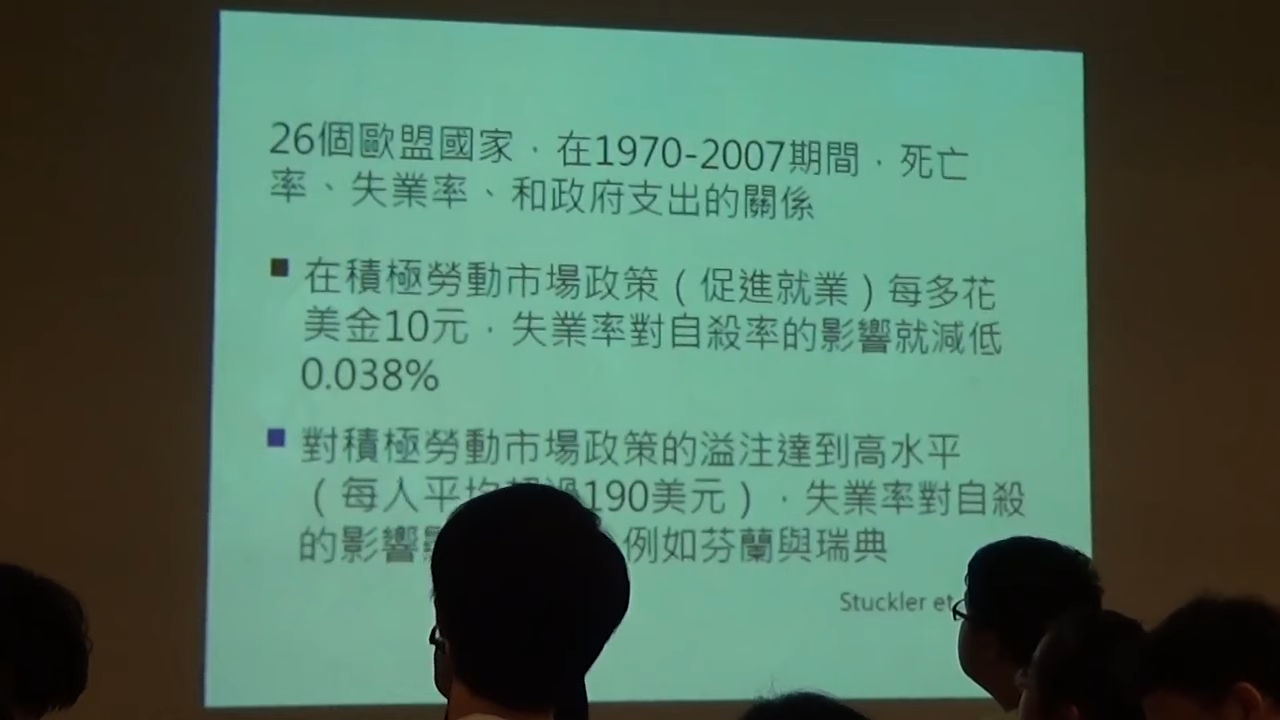 26個歐盟國家，在1970-2007期間，死亡
率、失業率、和政府支出的關係
在積極勞動市場政策（促進就業）每多花
美金10元，失業率對自殺率的影響就減低
0.038%
對積極勞動市場政策的溢注達到高水平
（每人平均超過190美元），失業率對自殺
的影響 例如芬蘭與瑞典
Stuckler et